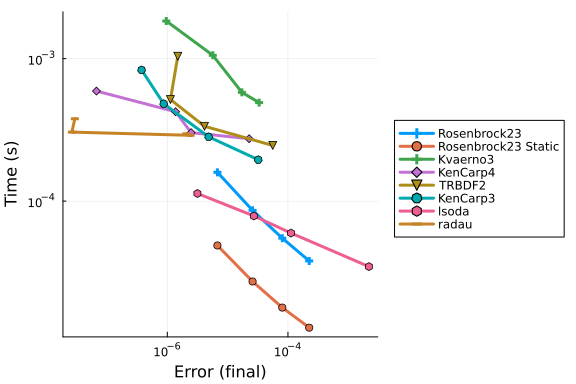 10⁻³
10⁻⁴
Time (s)
10⁻⁶
10⁻⁴
Error (final)
Rosenbrock23
Rosenbrock23 Static
Kvaerno3
KenCarp4
TRBDF2
KenCarp3
lsoda
radau